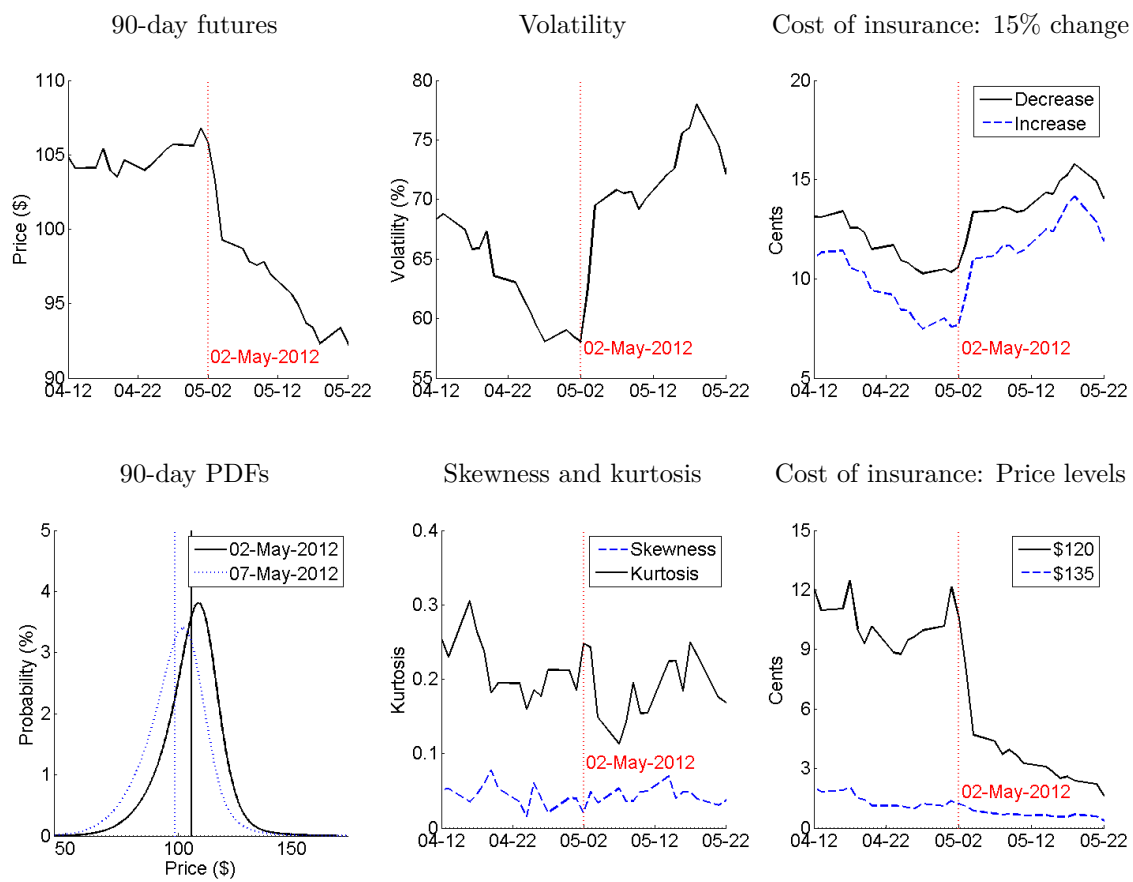 90-day futures
110
105
100
95
90
Price ($)
02-May-2012
04-12 04-22 05-02 05-12 05-22
Volatility
80
75
70
65
60
55
Volatility (%)
02-May-2012
04-12 04-22 05-02 05-12 05-22
Cost of insurance: 15% change
20
15
10
5
Cents
Decrease
Increase
02-May-2012
04-12 04-22 05-02 05-12 05-22
90-day PDFs
5
4
3
2
1
0
Probability (%)
02-May-2012
07-May-2012
50 100 150
Price ($)
Skewness and kurtosis
0.4
0.3
0.2
0.1
0
Kurtosis
Skewness
Kurtosis
02-May-2012
04-12 04-22 05-02 05-12 05-22
Cost of insurance: Price levels
15
12
9
6
3
0
Cents
$120
$135
02-May-2012
04-12 04-22 05-02 05-12 05-22